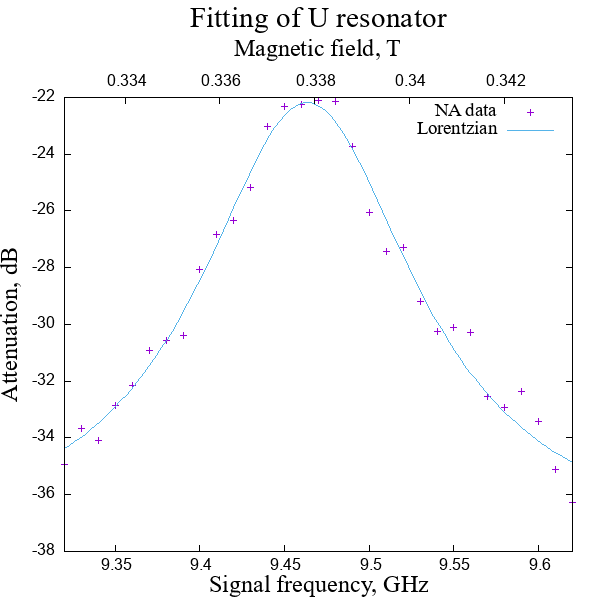 Fitting of U resonator
Magnetic field, T
0.334 0.336 0.338 0.34 0.342
NA data
Lorentzian
Attenuation, dB
-22
-24
-26
-28
-30
-32
-34
-36
-38
9.35 9.4 9.45 9.5 9.55 9.6
Signal frequency, GHz